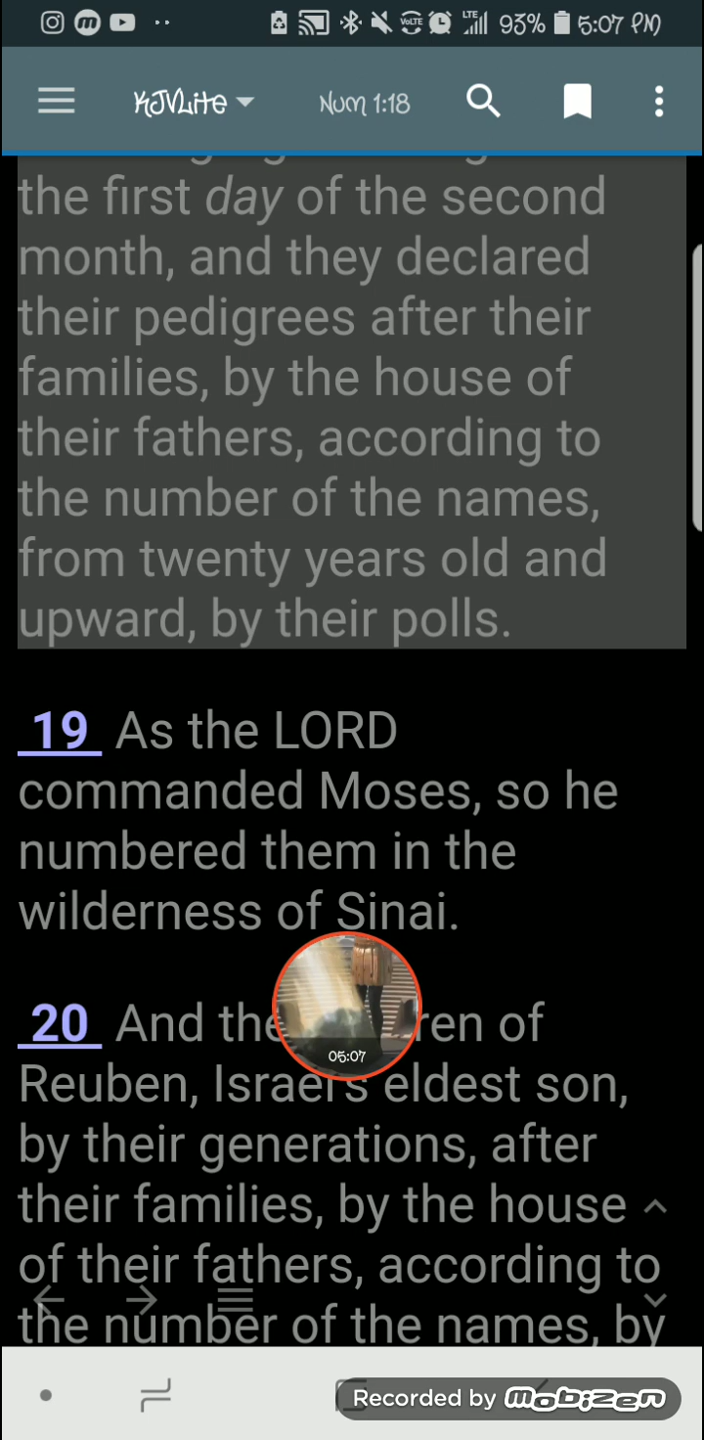 VoLTE LTE 93% 5:07 PM
KJVLite Num 1:18
the first day of the second
month, and they declared
their pedigrees after their
families, by the house of
their fathers, according to
the number of the names,
from twenty years old and
upward, by their polls.
19 As the LORD
commanded Moses, so he
numbered them in the
wilderness of Sinai.
20 And the ren of
05:07
Reuben, Israel's eldest son,
by their generations, after
their families, by the house
of their fathers, according to
the number of the names, by
Recorded by mobizen